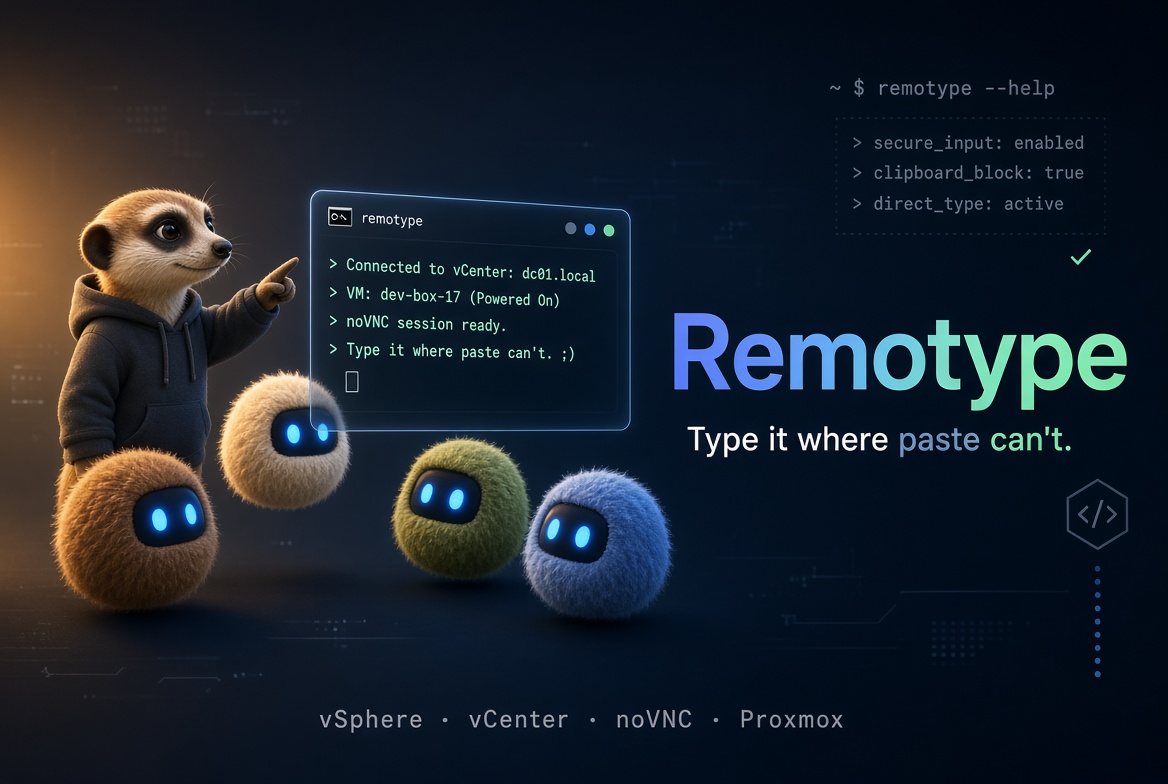 ~ $ remotype --help
> secure_input: enabled
> clipboard_block: true
> direct_type: active
remotype
> Connected to vCenter: dc01.local
> VM: dev-box-17 (Powered On)
> noVNC session ready.
> Type it where paste can't. ;)
Remotype
Type it where paste can't.
</>
vSphere · vCenter · noVNC · Proxmox